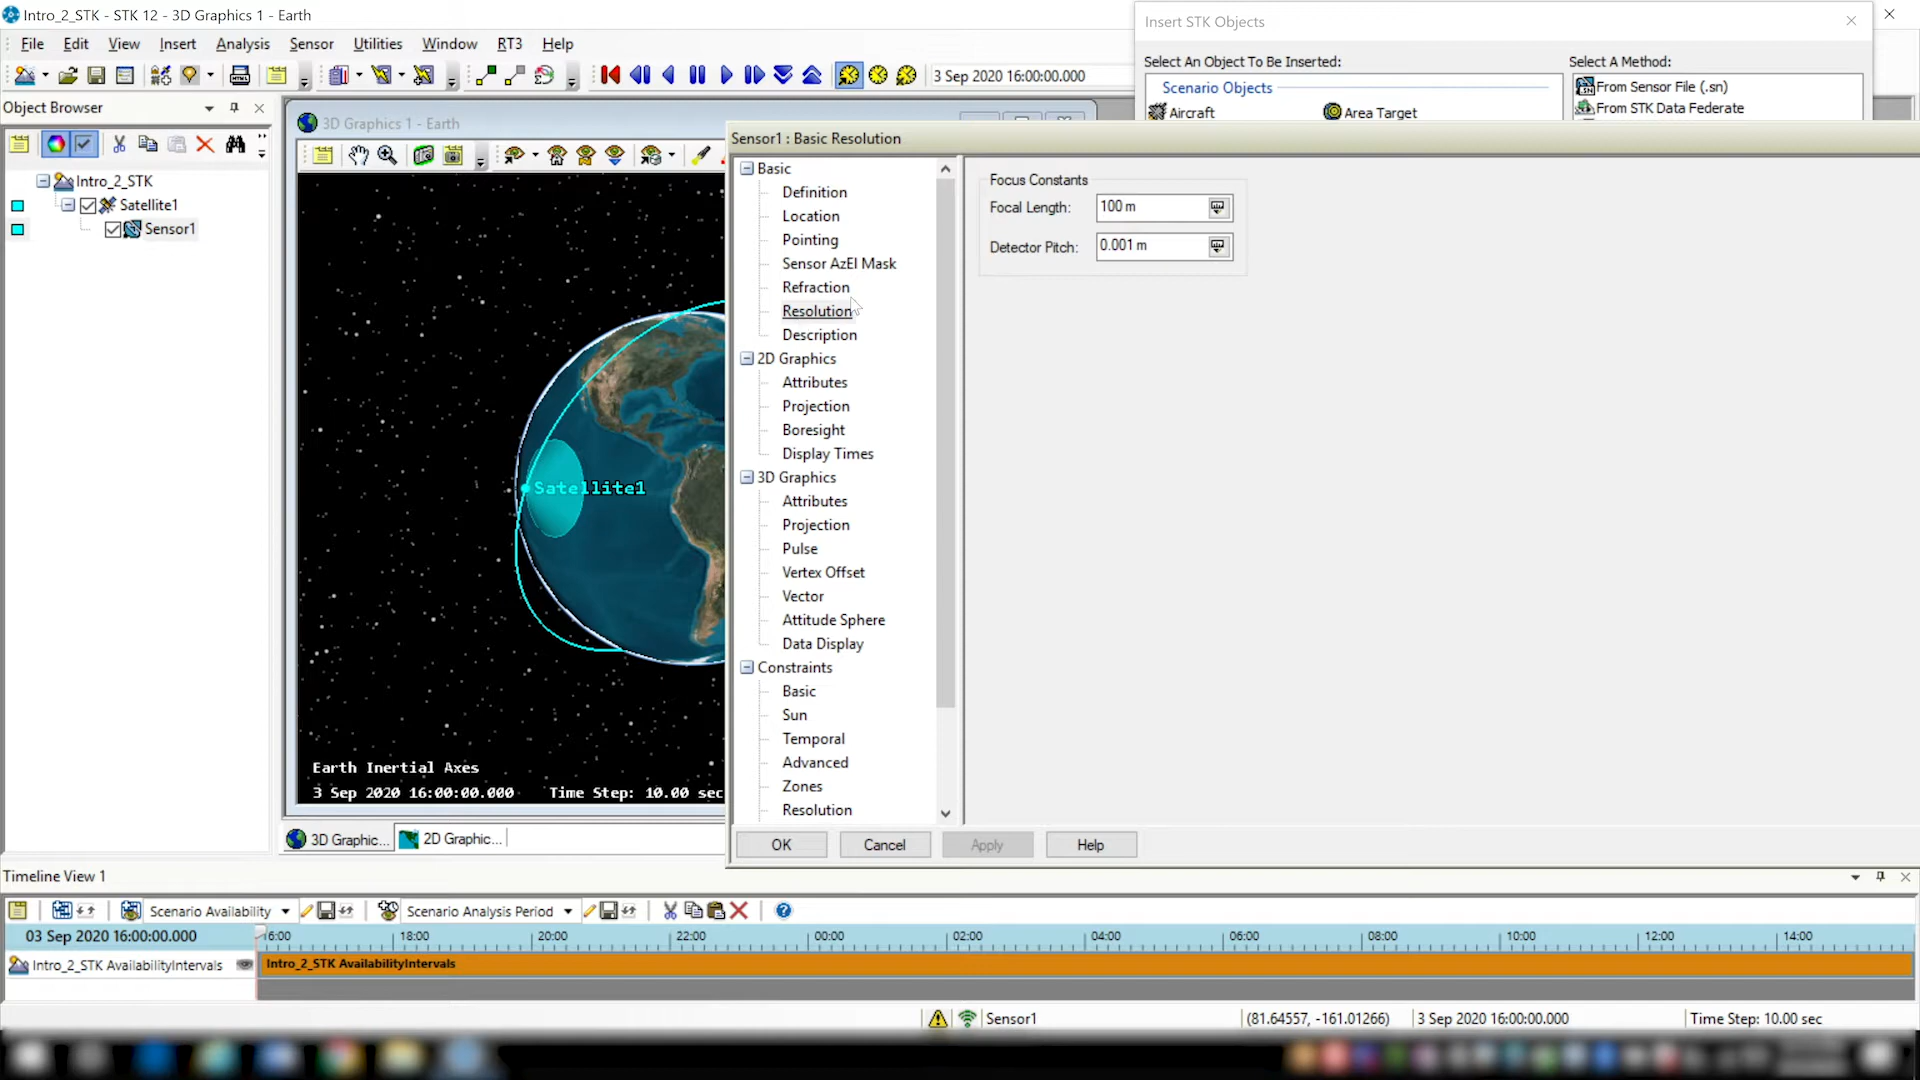 Intro_2_STK - STK 12 - 3D Graphics 1 - Earth
File Edit View Insert Analysis Sensor Utilities Window RT3 Help
3 Sep 2020 16:00:00.000
Insert STK Objects
Select An Object To Be Inserted:
Select A Method:
Scenario Objects
Aircraft
Area Target
From Sensor File (.sn)
From STK Data Federate
Object Browser
Intro_2_STK
Satellite1
Sensor1
3D Graphics 1 - Earth
Satellite1
Earth Inertial Axes
3 Sep 2020 16:00:00.000 Time Step: 10.00 sec
3D Graphic...
2D Graphic...
Sensor1 : Basic Resolution
Basic
Definition
Location
Pointing
Sensor AzEl Mask
Refraction
Resolution
Description
2D Graphics
Attributes
Projection
Boresight
Display Times
3D Graphics
Attributes
Projection
Pulse
Vertex Offset
Vector
Attitude Sphere
Data Display
Constraints
Basic
Sun
Temporal
Advanced
Zones
Resolution
Focus Constants
Focal Length: 100 m
Detector Pitch: 0.001 m
OK Cancel Apply Help
Timeline View 1
Scenario Availability
Scenario Analysis Period
03 Sep 2020 16:00:00.000
16:00 18:00 20:00 22:00 00:00 02:00 04:00 06:00 08:00 10:00 12:00 14:00
Intro_2_STK AvailabilityIntervals
Intro_2_STK AvailabilityIntervals
Sensor1
(81.64557, -161.01266)
3 Sep 2020 16:00:00.000
Time Step: 10.00 sec